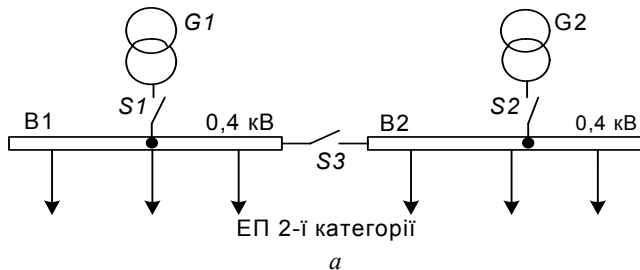 G1 G2
S1 S2
B1 0,4 кВ B2 0,4 кВ
S3
ЕП 2-ї категорії
а